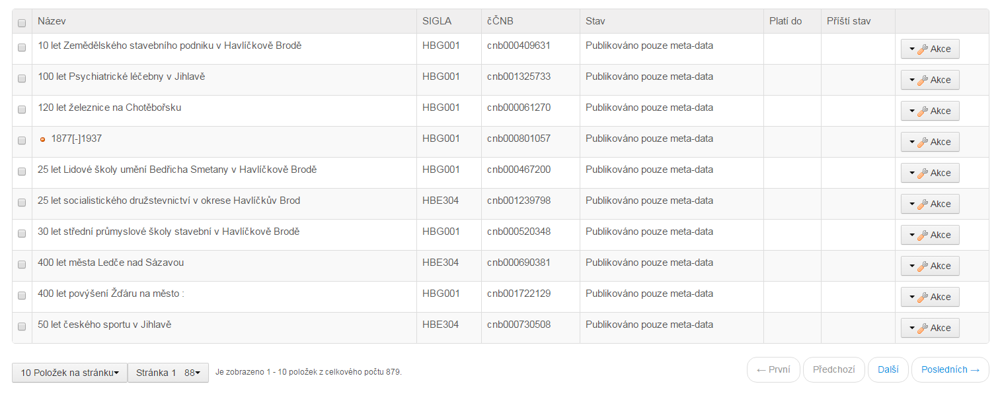 Název SIGLA čČNB Stav Platí do Příští stav
10 let Zemědělského stavebního podniku v Havlíčkově Brodě HBG001 cnb000409631 Publikováno pouze meta-data Akce
100 let Psychiatrické léčebny v Jihlavě HBG001 cnb001325733 Publikováno pouze meta-data Akce
120 let železnice na Chotěbořsku HBG001 cnb000061270 Publikováno pouze meta-data Akce
1877[-]1937 HBG001 cnb000801057 Publikováno pouze meta-data Akce
25 let Lidové školy umění Bedřicha Smetany v Havlíčkově Brodě HBG001 cnb000467200 Publikováno pouze meta-data Akce
25 let socialistického družstevnictví v okrese Havlíčkův Brod HBE304 cnb001239798 Publikováno pouze meta-data Akce
30 let střední průmyslové školy stavební v Havlíčkově Brodě HBG001 cnb000520348 Publikováno pouze meta-data Akce
400 let města Ledče nad Sázavou HBE304 cnb000690381 Publikováno pouze meta-data Akce
400 let povýšení Žďáru na město : HBG001 cnb001722129 Publikováno pouze meta-data Akce
50 let českého sportu v Jihlavě HBE304 cnb000730508 Publikováno pouze meta-data Akce
10 Položek na stránku Stránka 1 88 Je zobrazeno 1 - 10 položek z celkového počtu 879. ← První Předchozí Další Posledních →